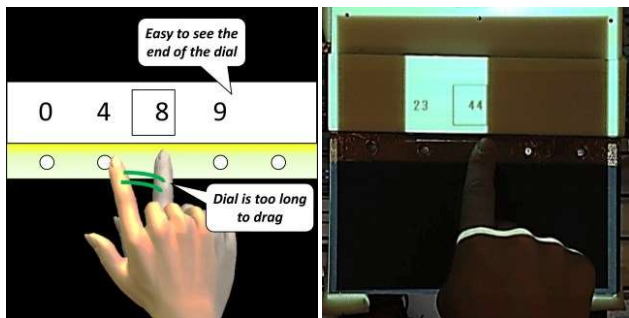 Easy to see the
end of the dial
0 4 8 9
Dial is too long
to drag
23 44